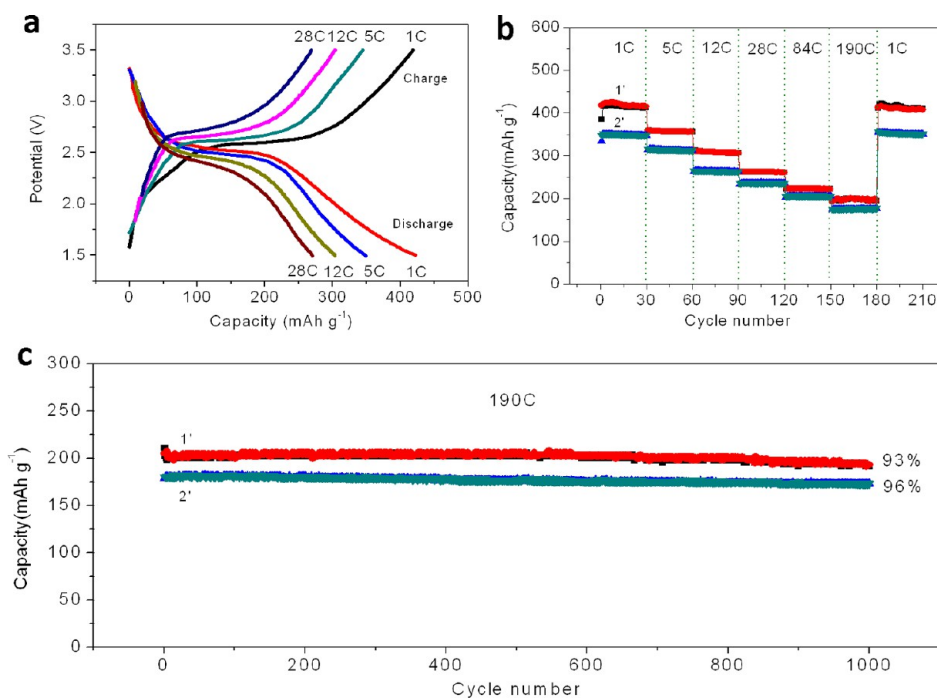 a
28C 12C 5C 1C
Charge
Discharge
28C 12C 5C 1C
3.5
3.0
2.5
2.0
1.5
Potential (V)
0 100 200 300 400 500
Capacity (mAh g⁻¹)
b
1C 5C 12C 28C 84C 190C 1C
1'
2'
600
500
400
300
200
100
0
Capacity(mAh g⁻¹)
0 30 60 90 120 150 180 210
Cycle number
c
190C
1'
2'
93%
96%
300
250
200
150
100
50
0
Capacity(mAh g⁻¹)
0 200 400 600 800 1000
Cycle number